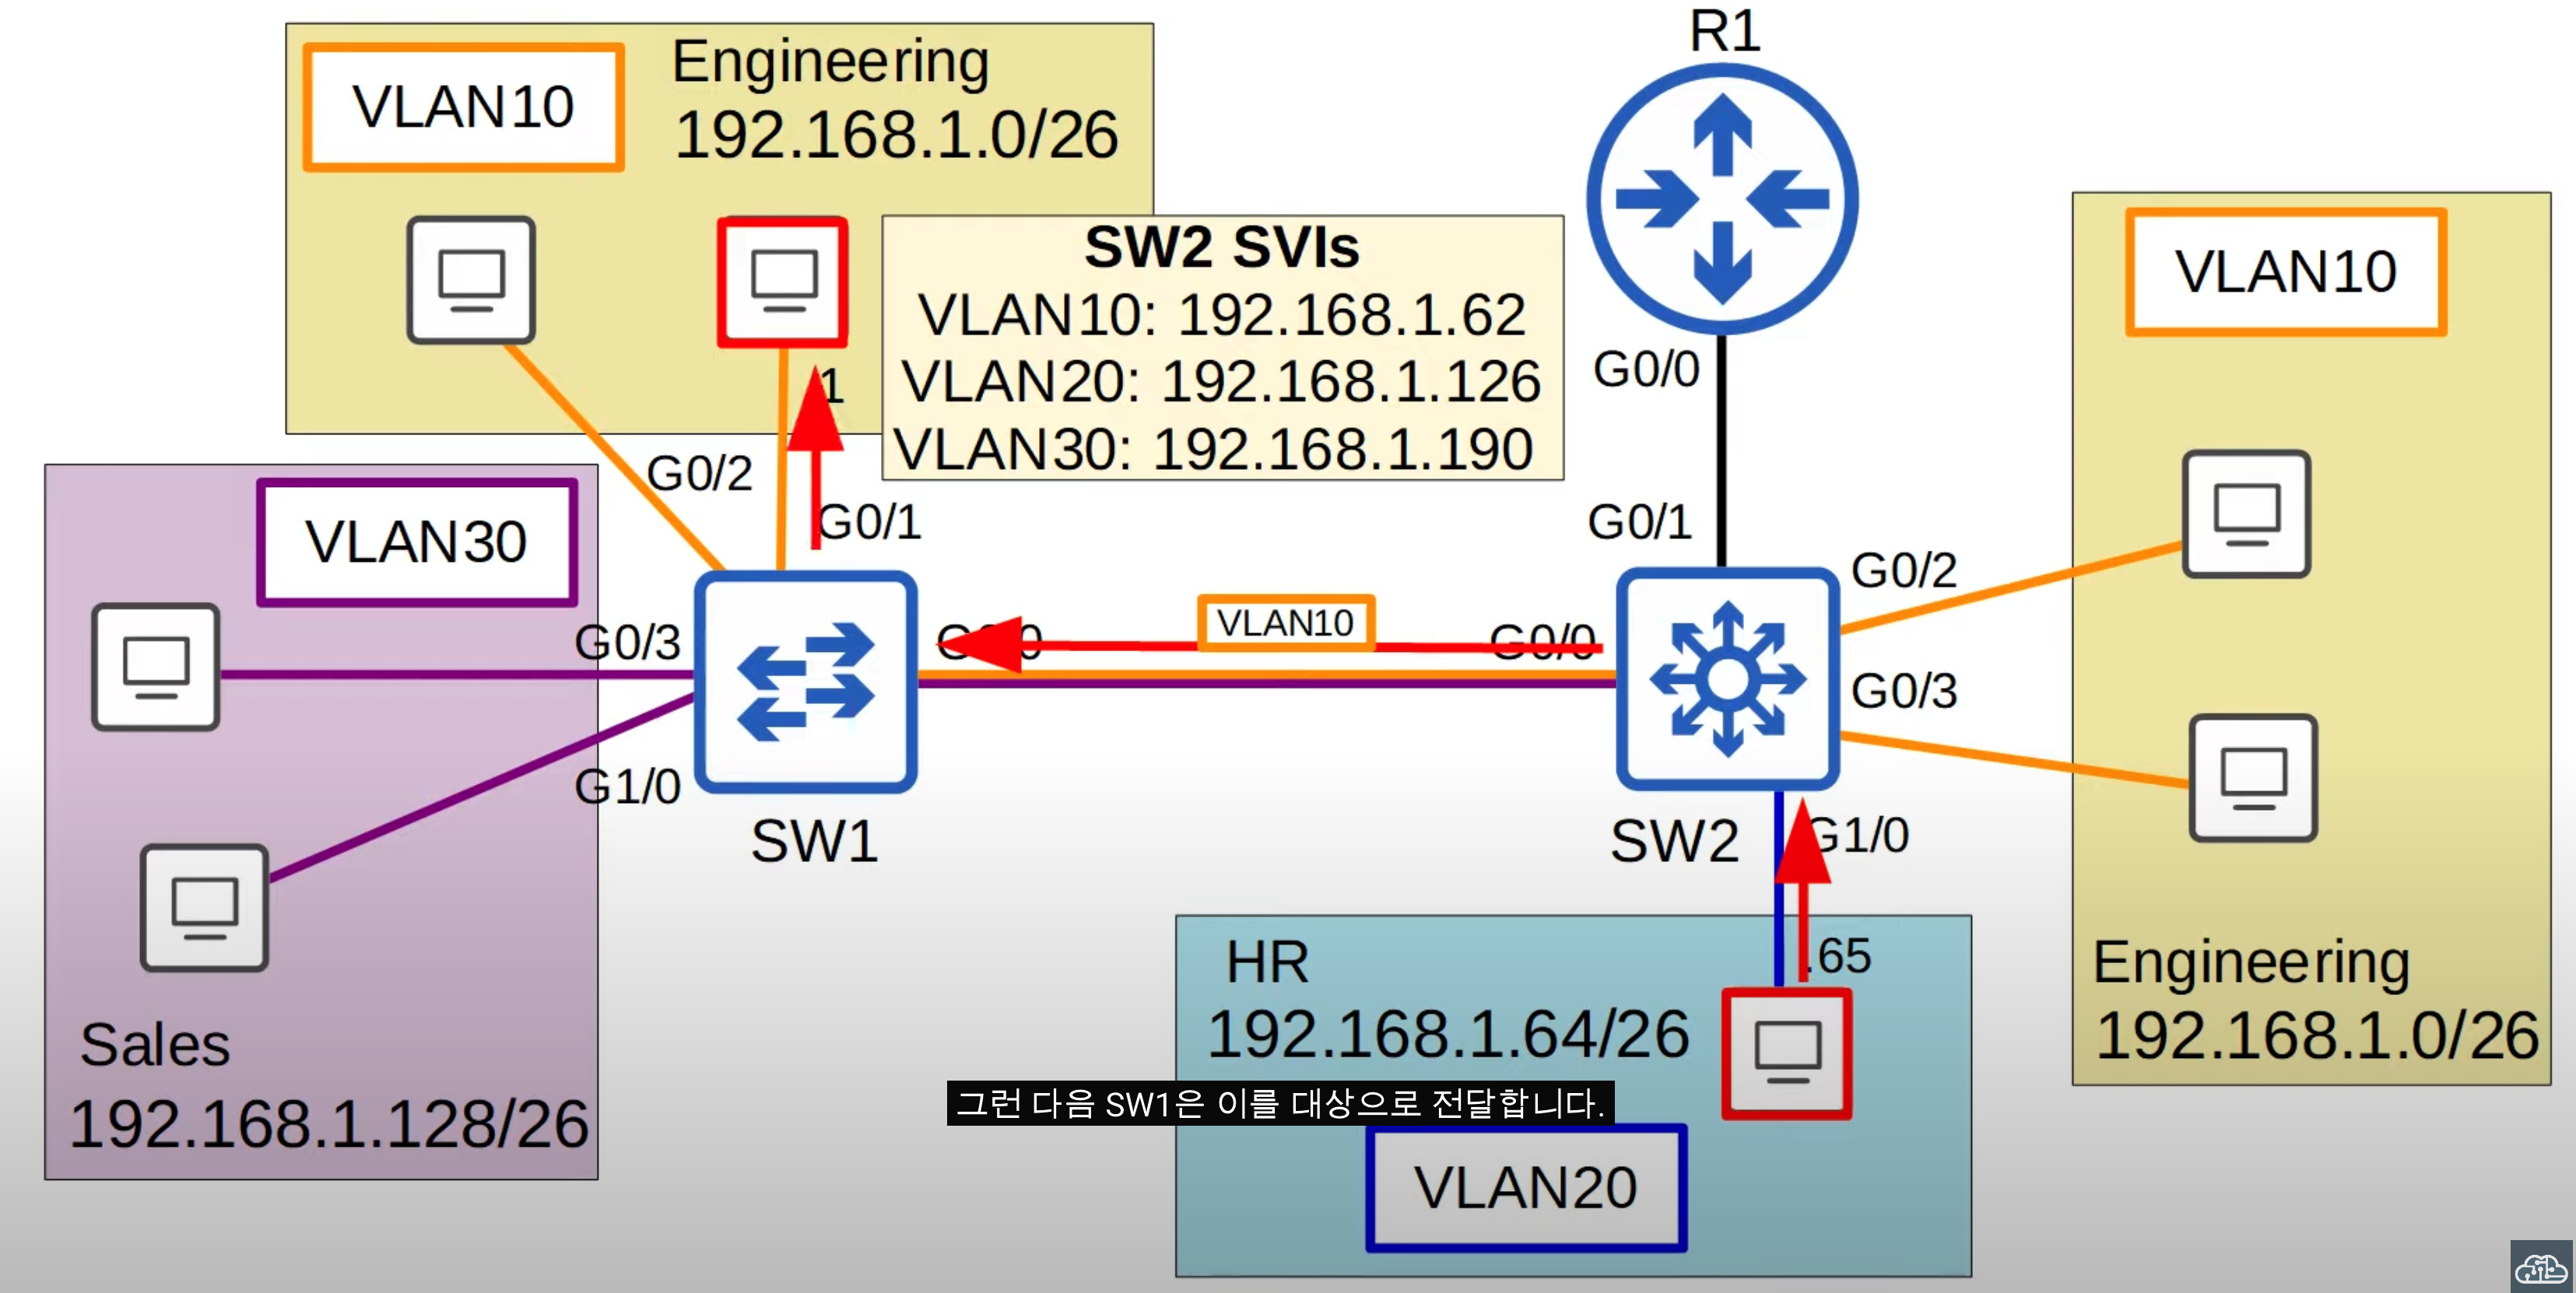 R1
VLAN10
Engineering
192.168.1.0/26
SW2 SVIs
VLAN10: 192.168.1.62
VLAN20: 192.168.1.126
VLAN30: 192.168.1.190
VLAN10
1
G0/0
G0/2
G0/1
G0/1
VLAN30
G0/2
G0/3
VLAN10
G0/0
G0/0
G0/3
G1/0
SW1
SW2
G1/0
HR
.65
192.168.1.64/26
Engineering
192.168.1.0/26
Sales
192.168.1.128/26
그런 다음 SW1은 이를 대상으로 전달합니다.
VLAN20